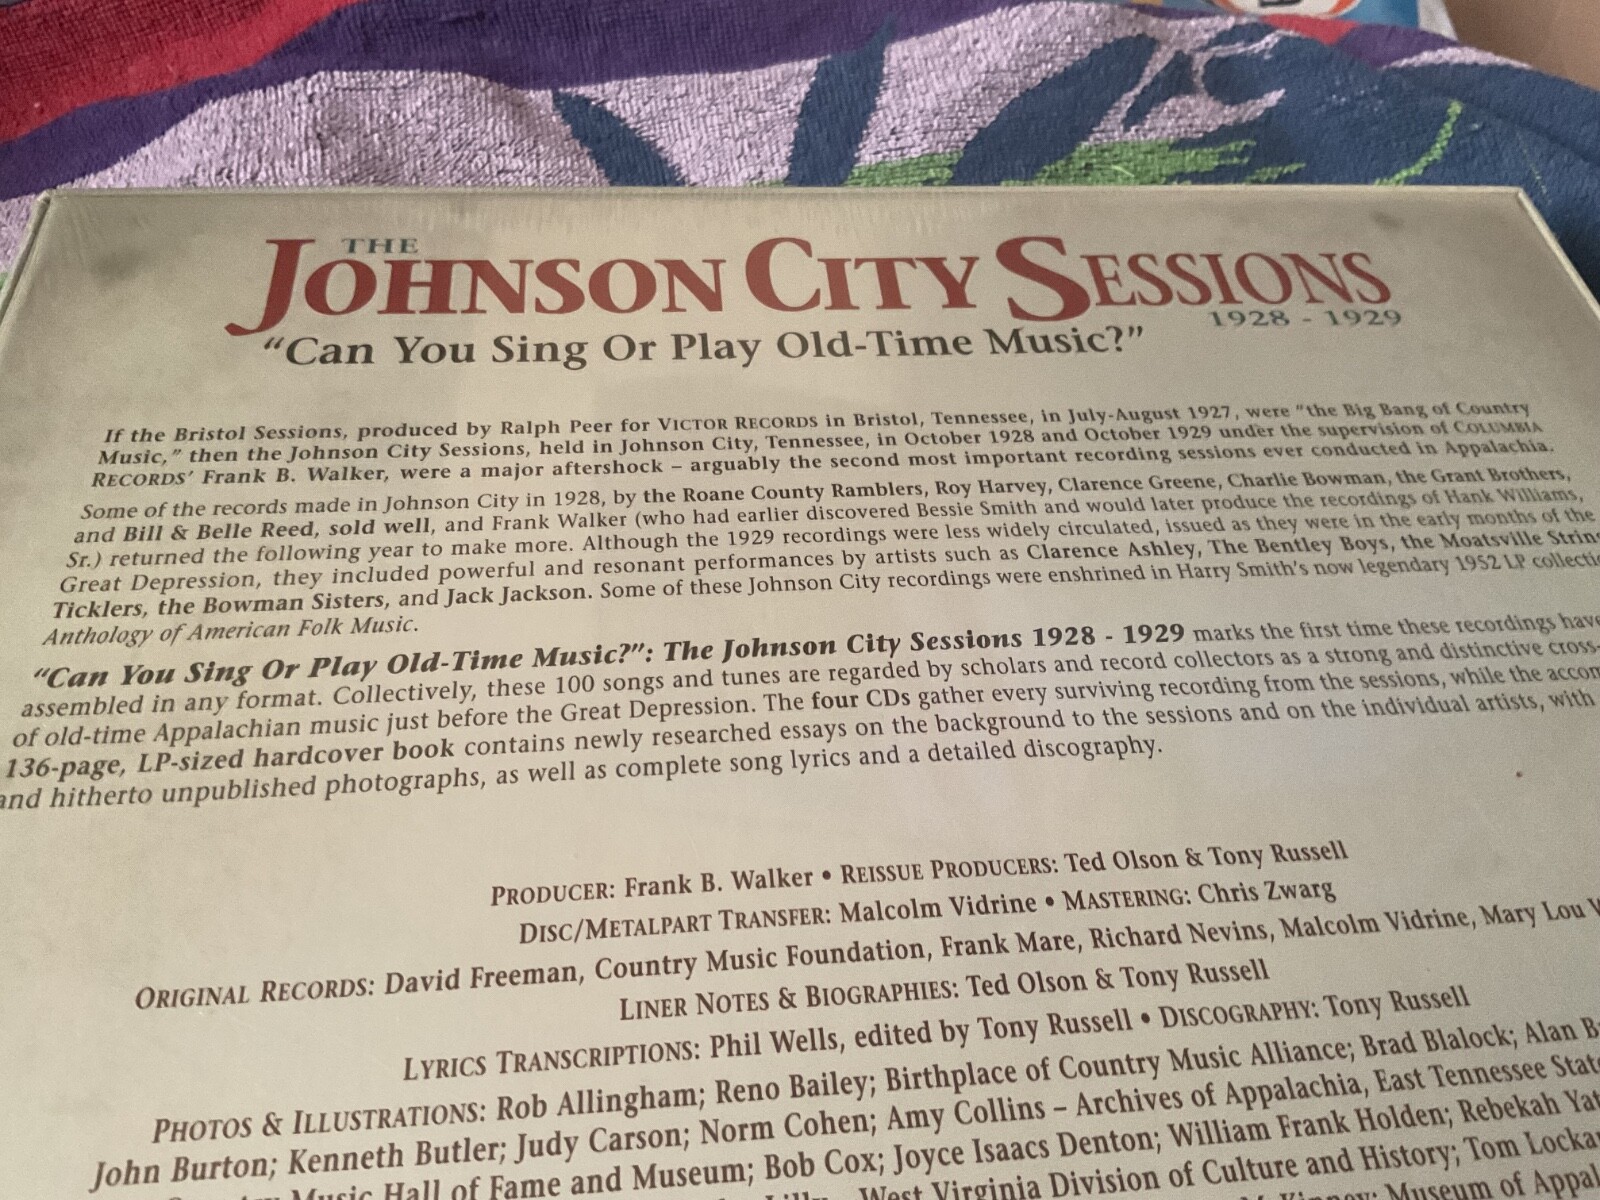 THE
JOHNSON CITY SESSIONS
1928 - 1929
“Can You Sing Or Play Old-Time Music?”
If the Bristol Sessions, produced by Ralph Peer for VICTOR RECORDS in Bristol, Tennessee, in July-August 1927, were “the Big Bang of Country
Music,” then the Johnson City Sessions, held in Johnson City, Tennessee, in October 1928 and October 1929 under the supervision of COLUMBIA
RECORDS’ Frank B. Walker, were a major aftershock – arguably the second most important recording sessions ever conducted in Appalachia.
Some of the records made in Johnson City in 1928, by the Roane County Ramblers, Roy Harvey, Clarence Greene, Charlie Bowman, the Grant Brothers,
and Bill & Belle Reed, sold well, and Frank Walker (who had earlier discovered Bessie Smith and would later produce the recordings of Hank Williams,
Sr.) returned the following year to make more. Although the 1929 recordings were less widely circulated, issued as they were in the early months of the
Great Depression, they included powerful and resonant performances by artists such as Clarence Ashley, The Bentley Boys, the Moatsville String
Ticklers, the Bowman Sisters, and Jack Jackson. Some of these Johnson City recordings were enshrined in Harry Smith’s now legendary 1952 LP
Anthology of American Folk Music.
“Can You Sing Or Play Old-Time Music?”: The Johnson City Sessions 1928 - 1929 marks the first time these recordings have
assembled in any format. Collectively, these 100 songs and tunes are regarded by scholars and record collectors as a strong and distinctive cross-
of old-time Appalachian music just before the Great Depression. The four CDs gather every surviving recording from the sessions, while the
136-page, LP-sized hardcover book contains newly researched essays on the background to the sessions and on the individual artists, with
and hitherto unpublished photographs, as well as complete song lyrics and a detailed discography.
PRODUCER: Frank B. Walker • REISSUE PRODUCERS: Ted Olson & Tony Russell
DISC/METALPART TRANSFER: Malcolm Vidrine • MASTERING: Chris Zwarg
ORIGINAL RECORDS: David Freeman, Country Music Foundation, Frank Mare, Richard Nevins, Malcolm Vidrine, Mary Lou
LINER NOTES & BIOGRAPHIES: Ted Olson & Tony Russell
LYRICS TRANSCRIPTIONS: Phil Wells, edited by Tony Russell • DISCOGRAPHY: Tony Russell
PHOTOS & ILLUSTRATIONS: Rob Allingham; Reno Bailey; Birthplace of Country Music Alliance; Brad Blalock; Alan
John Burton; Kenneth Butler; Judy Carson; Norm Cohen; Amy Collins – Archives of Appalachia, East Tennessee State
Music Hall of Fame and Museum; Bob Cox; Joyce Isaacs Denton; William Frank Holden; Rebekah
West Virginia Division of Culture and History; Tom
Museum of